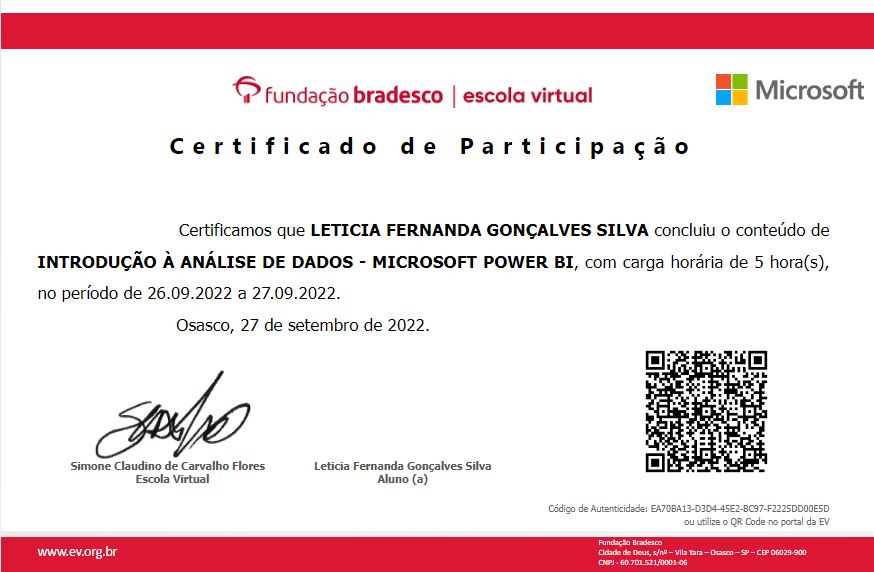 fundação bradesco | escola virtual
Microsoft
Certificado de Participação
Certificamos que LETICIA FERNANDA GONÇALVES SILVA concluiu o conteúdo de
INTRODUÇÃO À ANÁLISE DE DADOS - MICROSOFT POWER BI, com carga horária de 5 hora(s),
no período de 26.09.2022 a 27.09.2022.
Osasco, 27 de setembro de 2022.
Simone Claudino de Carvalho Flores
Escola Virtual
Leticia Fernanda Gonçalves Silva
Aluno (a)
Código de Autenticidade: EA70BA13-D3D4-45E2-BC97-F2225DD00E5D
ou utilize o QR Code no portal da EV
www.ev.org.br
Fundação Bradesco
Cidade de Deus, s/nº – Vila Yara – Osasco – SP – CEP 06029-900
CNPJ - 60.701.521/0001-06